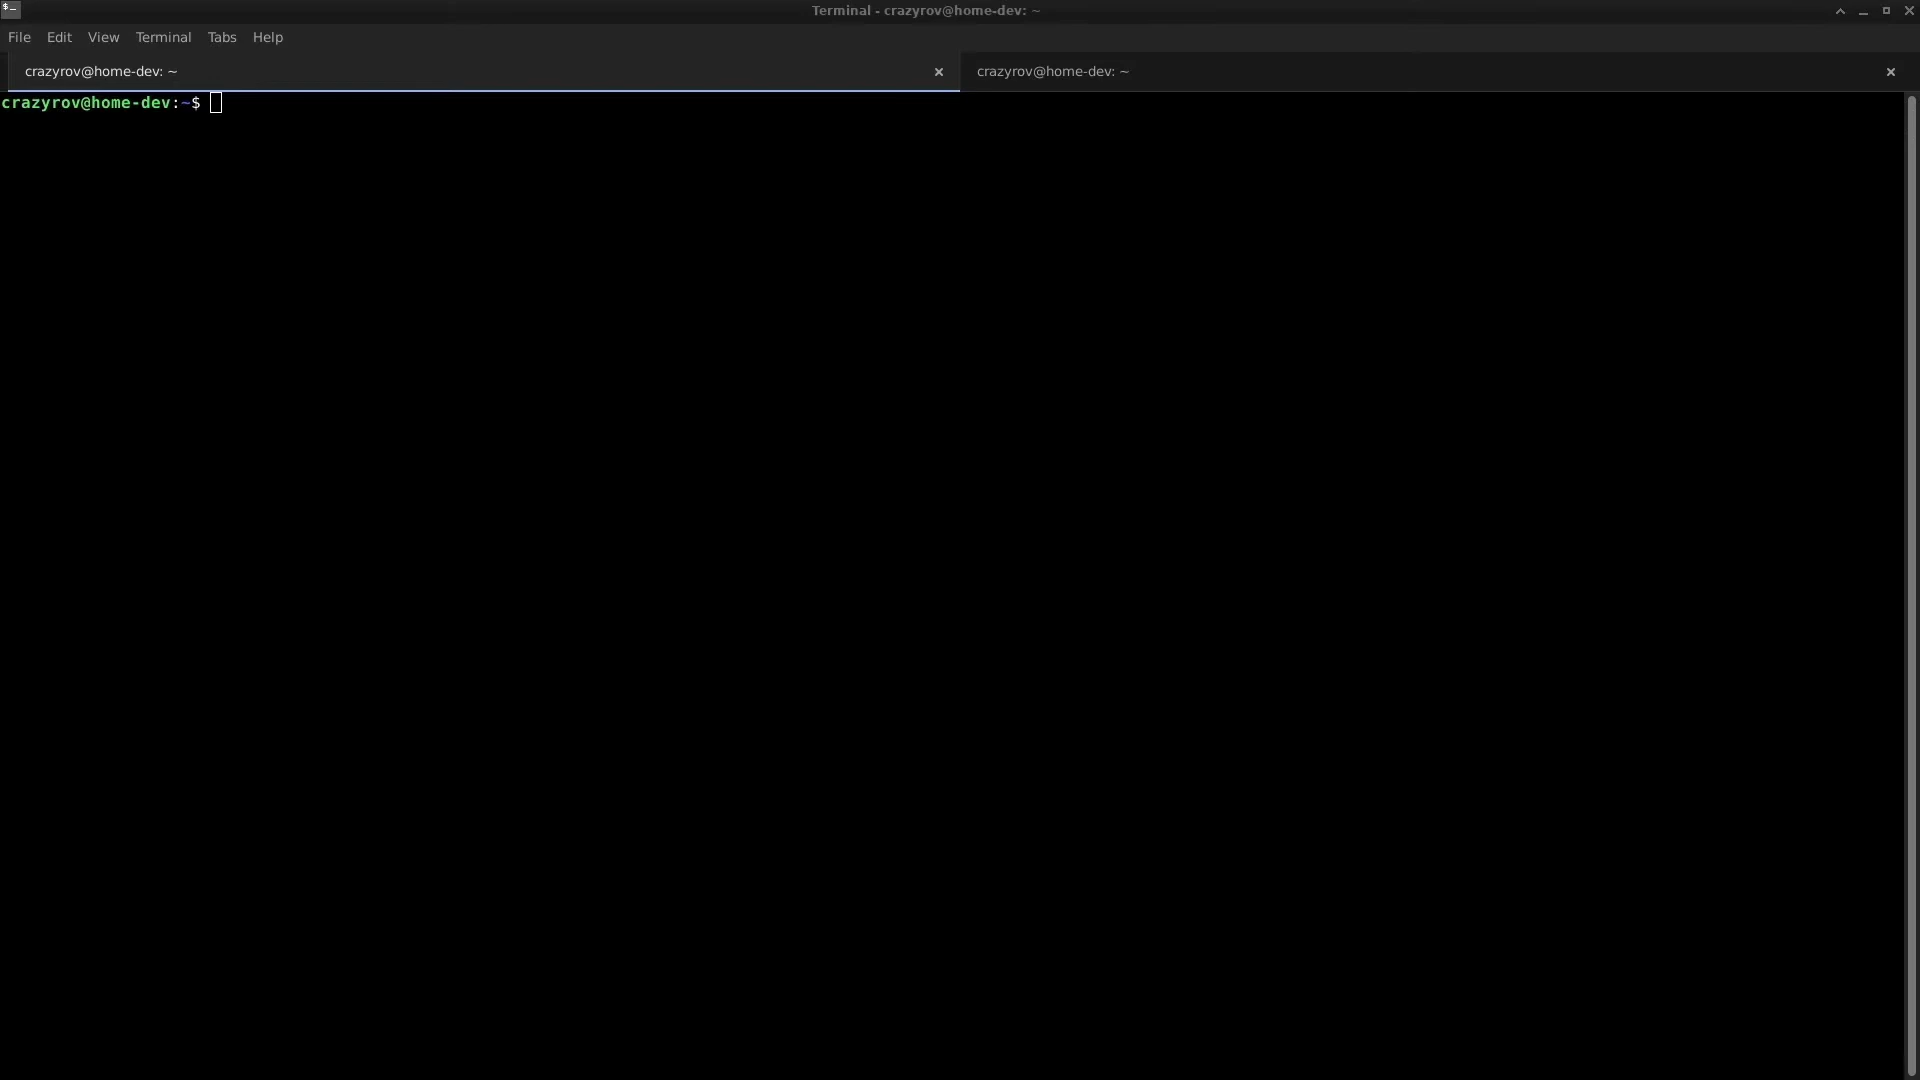 Terminal - crazyrov@home-dev: ~
File Edit View Terminal Tabs Help
crazyrov@home-dev: ~ crazyrov@home-dev: ~
crazyrov@home-dev:~$